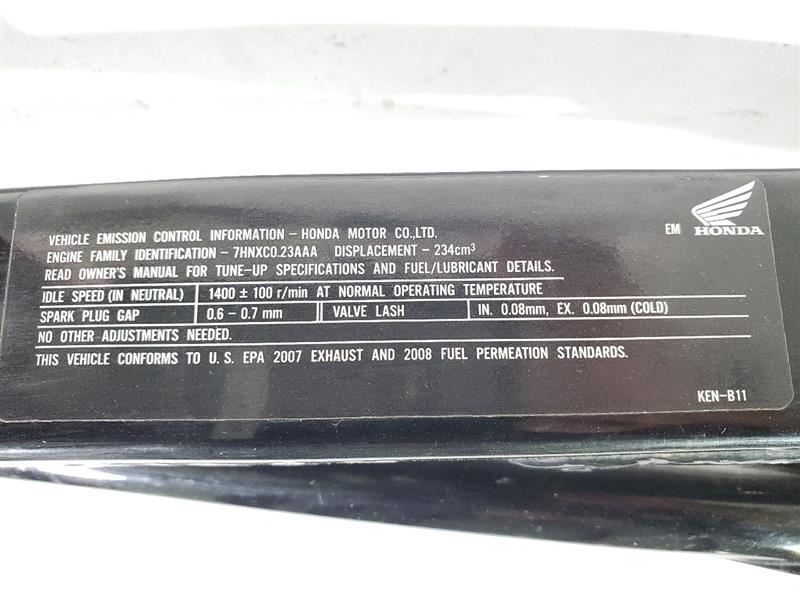 VEHICLE EMISSION CONTROL INFORMATION – HONDA MOTOR CO.,LTD.
ENGINE FAMILY IDENTIFICATION – 7HNXC0.23AAA DISPLACEMENT – 234cm³
READ OWNER'S MANUAL FOR TUNE-UP SPECIFICATIONS AND FUEL/LUBRICANT DETAILS.
IDLE SPEED (IN NEUTRAL) 1400 ± 100 r/min AT NORMAL OPERATING TEMPERATURE
SPARK PLUG GAP 0.6 – 0.7 mm VALVE LASH IN. 0.08mm, EX. 0.08mm (COLD)
NO OTHER ADJUSTMENTS NEEDED.
THIS VEHICLE CONFORMS TO U.S. EPA 2007 EXHAUST AND 2008 FUEL PERMEATION STANDARDS.
EM HONDA
KEN–B11